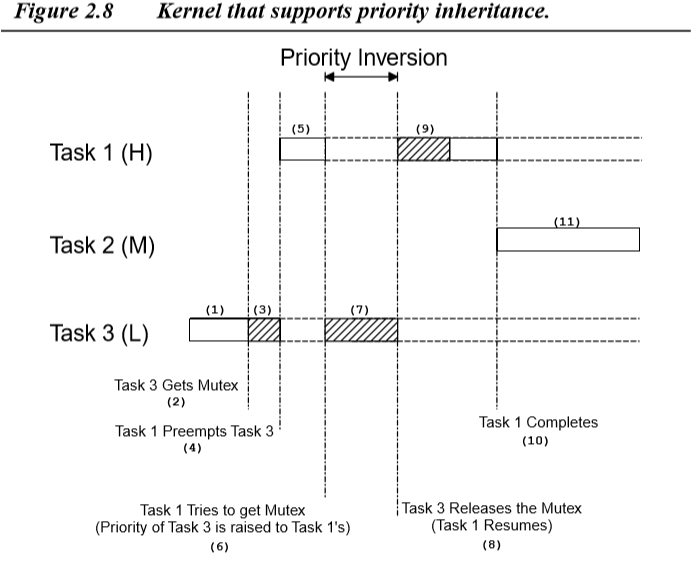 Figure 2.8 Kernel that supports priority inheritance.
Priority Inversion
(5) (9)
Task 1 (H)
(11)
Task 2 (M)
(1) (3) (7)
Task 3 (L)
Task 3 Gets Mutex
(2)
Task 1 Preempts Task 3
(4)
Task 1 Completes
(10)
Task 1 Tries to get Mutex
(Priority of Task 3 is raised to Task 1's)
(6)
Task 3 Releases the Mutex
(Task 1 Resumes)
(8)